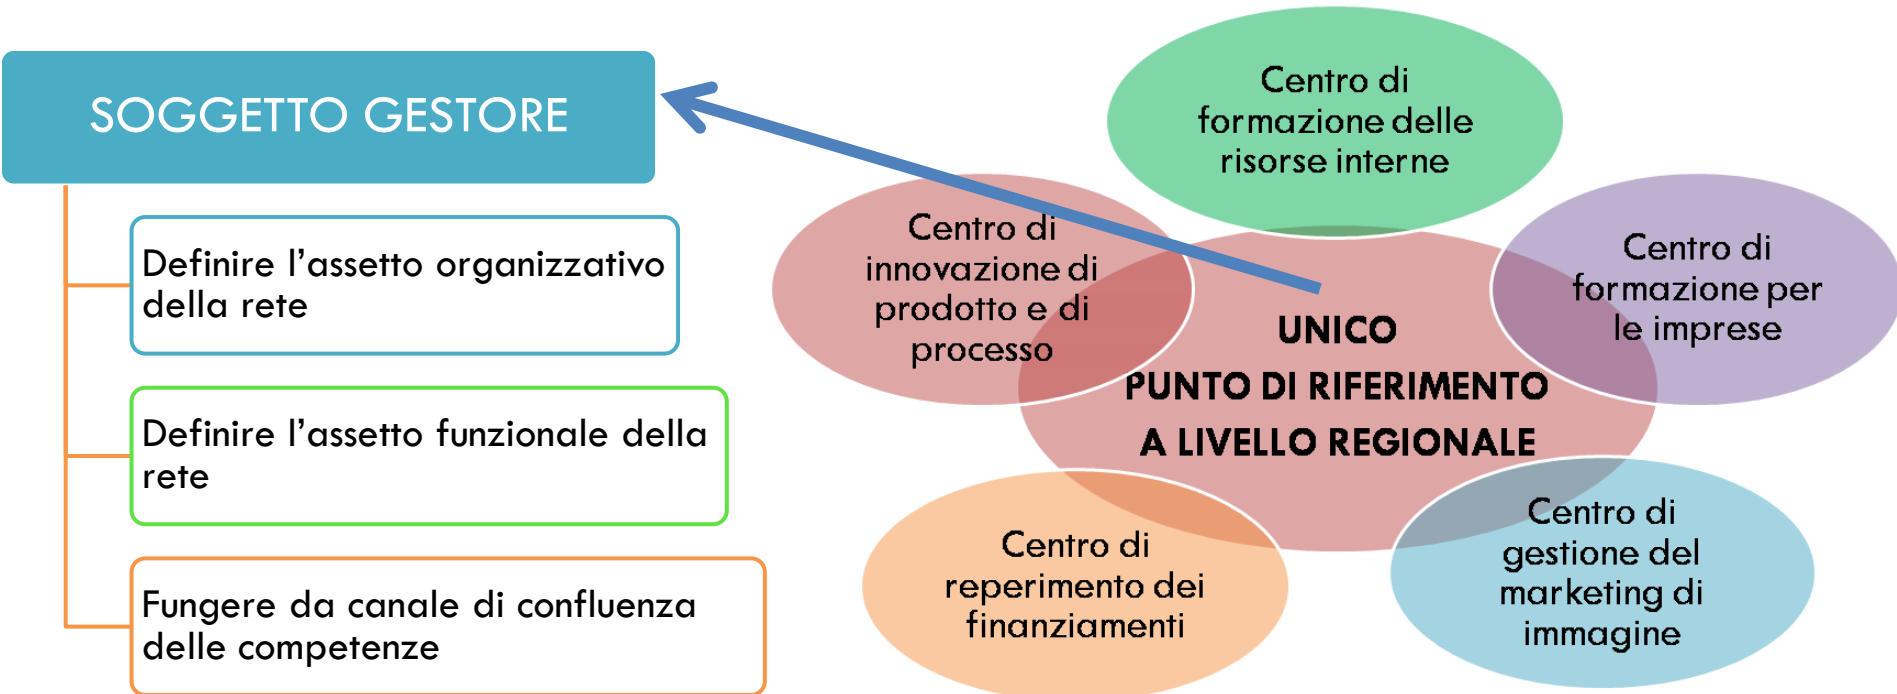 SOGGETTO GESTORE
Definire l’assetto organizzativo
della rete
Definire l’assetto funzionale della
rete
Fungere da canale di confluenza
delle competenze
Centro di
formazione delle
risorse interne
Centro di
innovazione di
prodotto e di
processo
Centro di
formazione per
le imprese
UNICO
PUNTO DI RIFERIMENTO
A LIVELLO REGIONALE
Centro di
reperimento dei
finanziamenti
Centro di
gestione del
marketing di
immagine